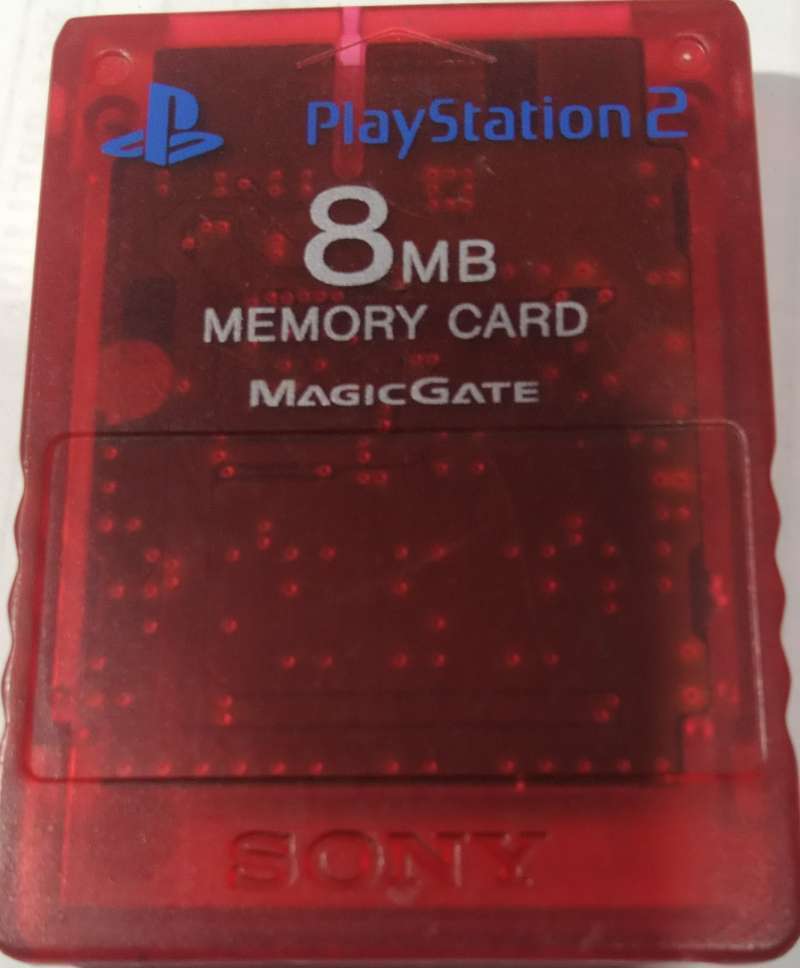 PlayStation 2
8MB
MEMORY CARD
MAGICGATE
SONY